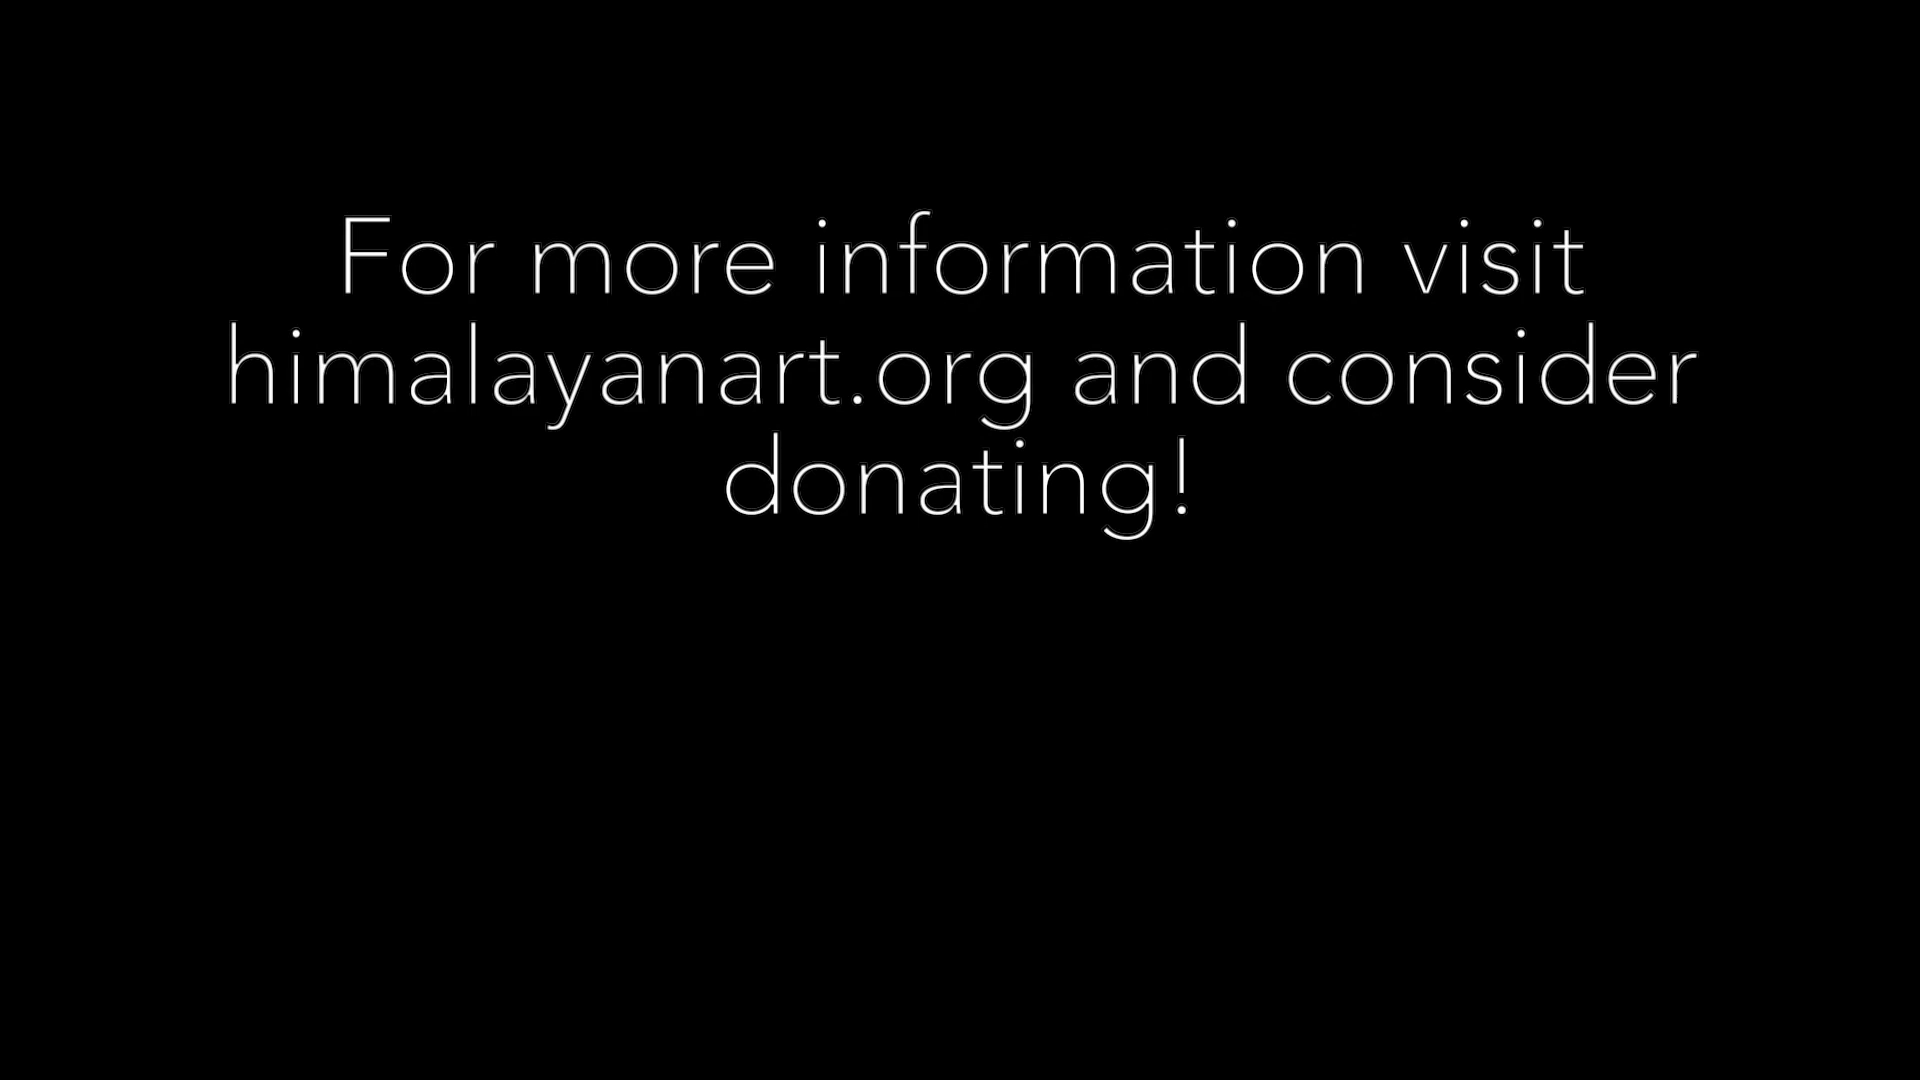 For more information visit
himalayanart.org and consider
donating!